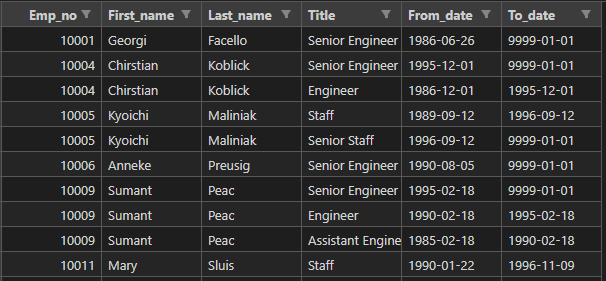 Emp_no First_name Last_name Title From_date To_date
10001 Georgi Facello Senior Engineer 1986-06-26 9999-01-01
10004 Chirstian Koblick Senior Engineer 1995-12-01 9999-01-01
10004 Chirstian Koblick Engineer 1986-12-01 1995-12-01
10005 Kyoichi Maliniak Staff 1989-09-12 1996-09-12
10005 Kyoichi Maliniak Senior Staff 1996-09-12 9999-01-01
10006 Anneke Preusig Senior Engineer 1990-08-05 9999-01-01
10009 Sumant Peac Senior Engineer 1995-02-18 9999-01-01
10009 Sumant Peac Engineer 1990-02-18 1995-02-18
10009 Sumant Peac Assistant Engine 1985-02-18 1990-02-18
10011 Mary Sluis Staff 1990-01-22 1996-11-09